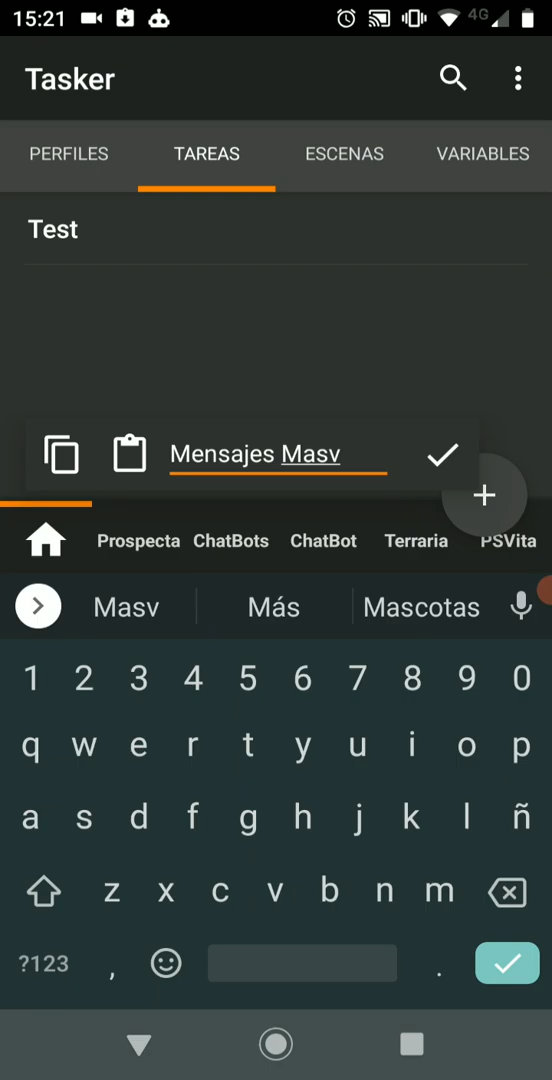 15:21 4G
Tasker
PERFILES TAREAS ESCENAS VARIABLES
Test
Mensajes Masv
Prospecta ChatBots ChatBot Terraria PSVita
Masv Más Mascotas
1 2 3 4 5 6 7 8 9 0
q w e r t y u i o p
a s d f g h j k l ñ
z x c v b n m
?123 , .